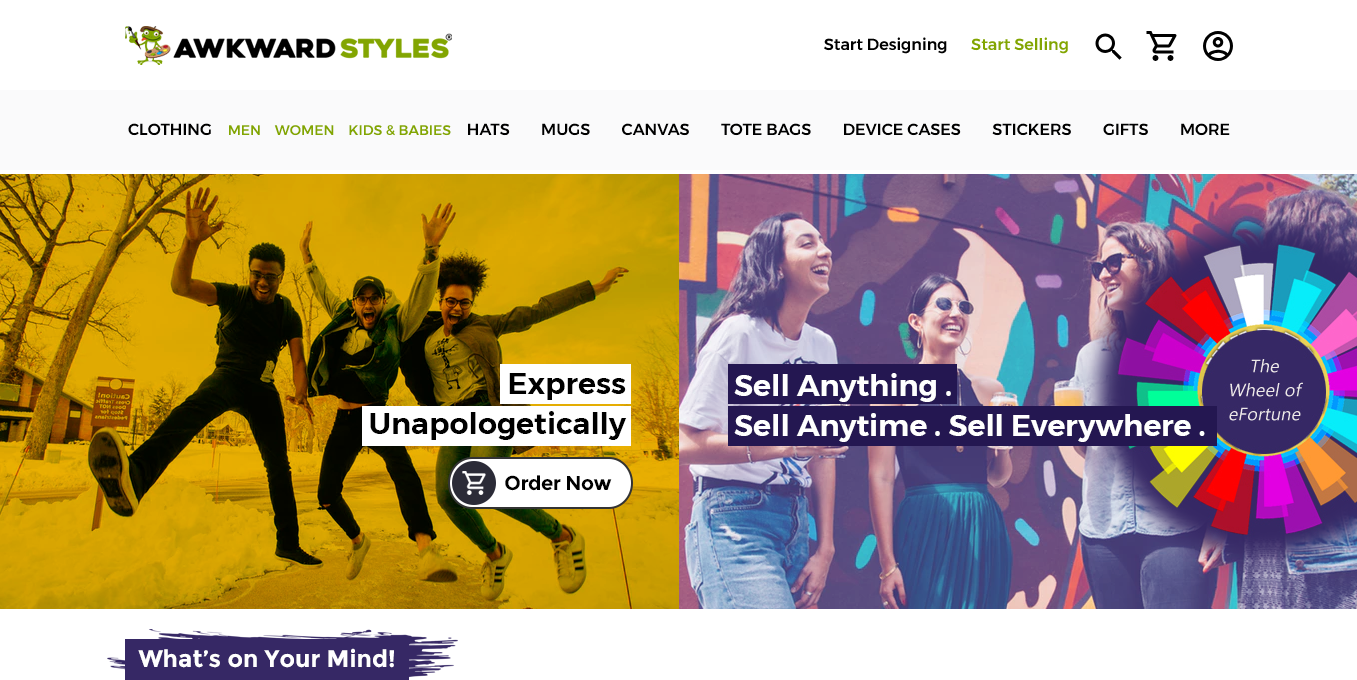 AWKWARD STYLES®
Start Designing
Start Selling
CLOTHING MEN WOMEN KIDS & BABIES HATS MUGS CANVAS TOTE BAGS DEVICE CASES STICKERS GIFTS MORE
Express
Unapologetically
Order Now
Sell Anything .
Sell Anytime . Sell Everywhere .
The
Wheel of
eFortune
What's on Your Mind!